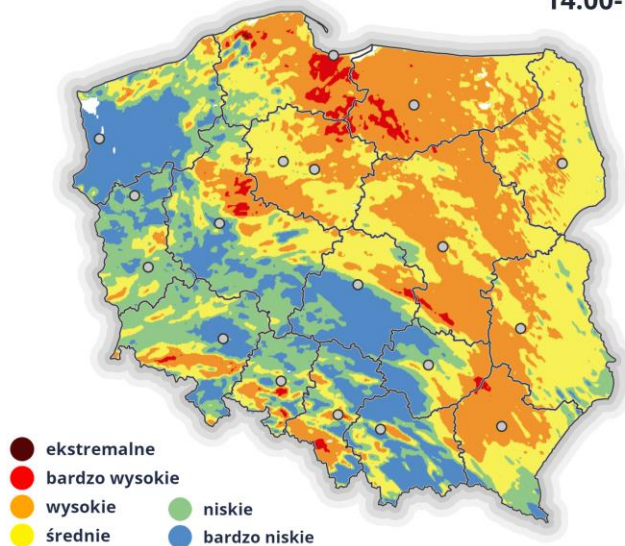 14.00-
ekstremalne
bardzo wysokie
wysokie
średnie
niskie
bardzo niskie